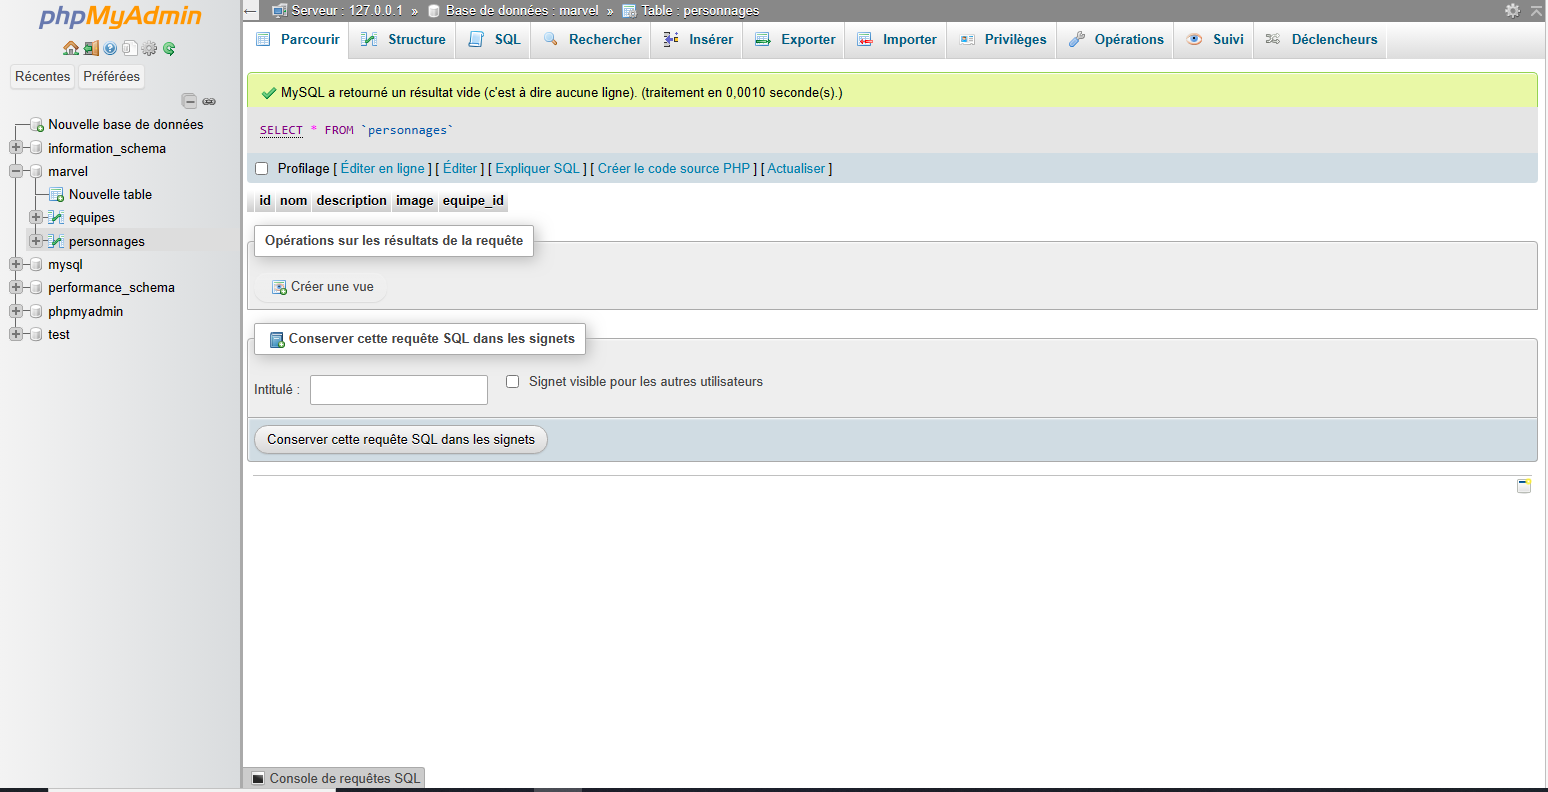 phpMyAdmin
Récentes Préférées
Nouvelle base de données
information_schema
marvel
Nouvelle table
equipes
personnages
mysql
performance_schema
phpmyadmin
test
Serveur : 127.0.0.1 » Base de données : marvel » Table : personnages
Parcourir Structure SQL Rechercher Insérer Exporter Importer Privilèges Opérations Suivi Déclencheurs
MySQL a retourné un résultat vide (c'est à dire aucune ligne). (traitement en 0,0010 seconde(s).)
SELECT * FROM `personnages`
Profilage [ Éditer en ligne ] [ Éditer ] [ Expliquer SQL ] [ Créer le code source PHP ] [ Actualiser ]
id nom description image equipe_id
Opérations sur les résultats de la requête
Créer une vue
Conserver cette requête SQL dans les signets
Intitulé :
Signet visible pour les autres utilisateurs
Conserver cette requête SQL dans les signets
Console de requêtes SQL